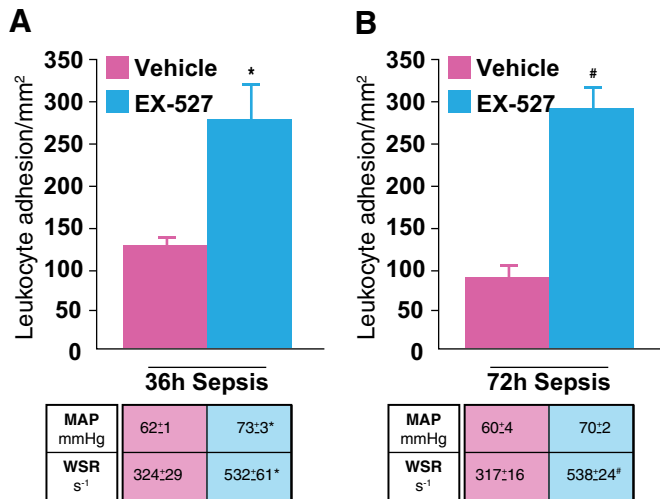 A
Leukocyte adhesion/mm²
350
300
250
200
150
100
50
0
Vehicle
EX-527
*
36h Sepsis
MAP mmHg 62±1 73±3*
WSR s⁻¹ 324±29 532±61*
B
Leukocyte adhesion/mm²
350
300
250
200
150
100
50
0
Vehicle
EX-527
#
72h Sepsis
MAP mmHg 60±4 70±2
WSR s⁻¹ 317±16 538±24#